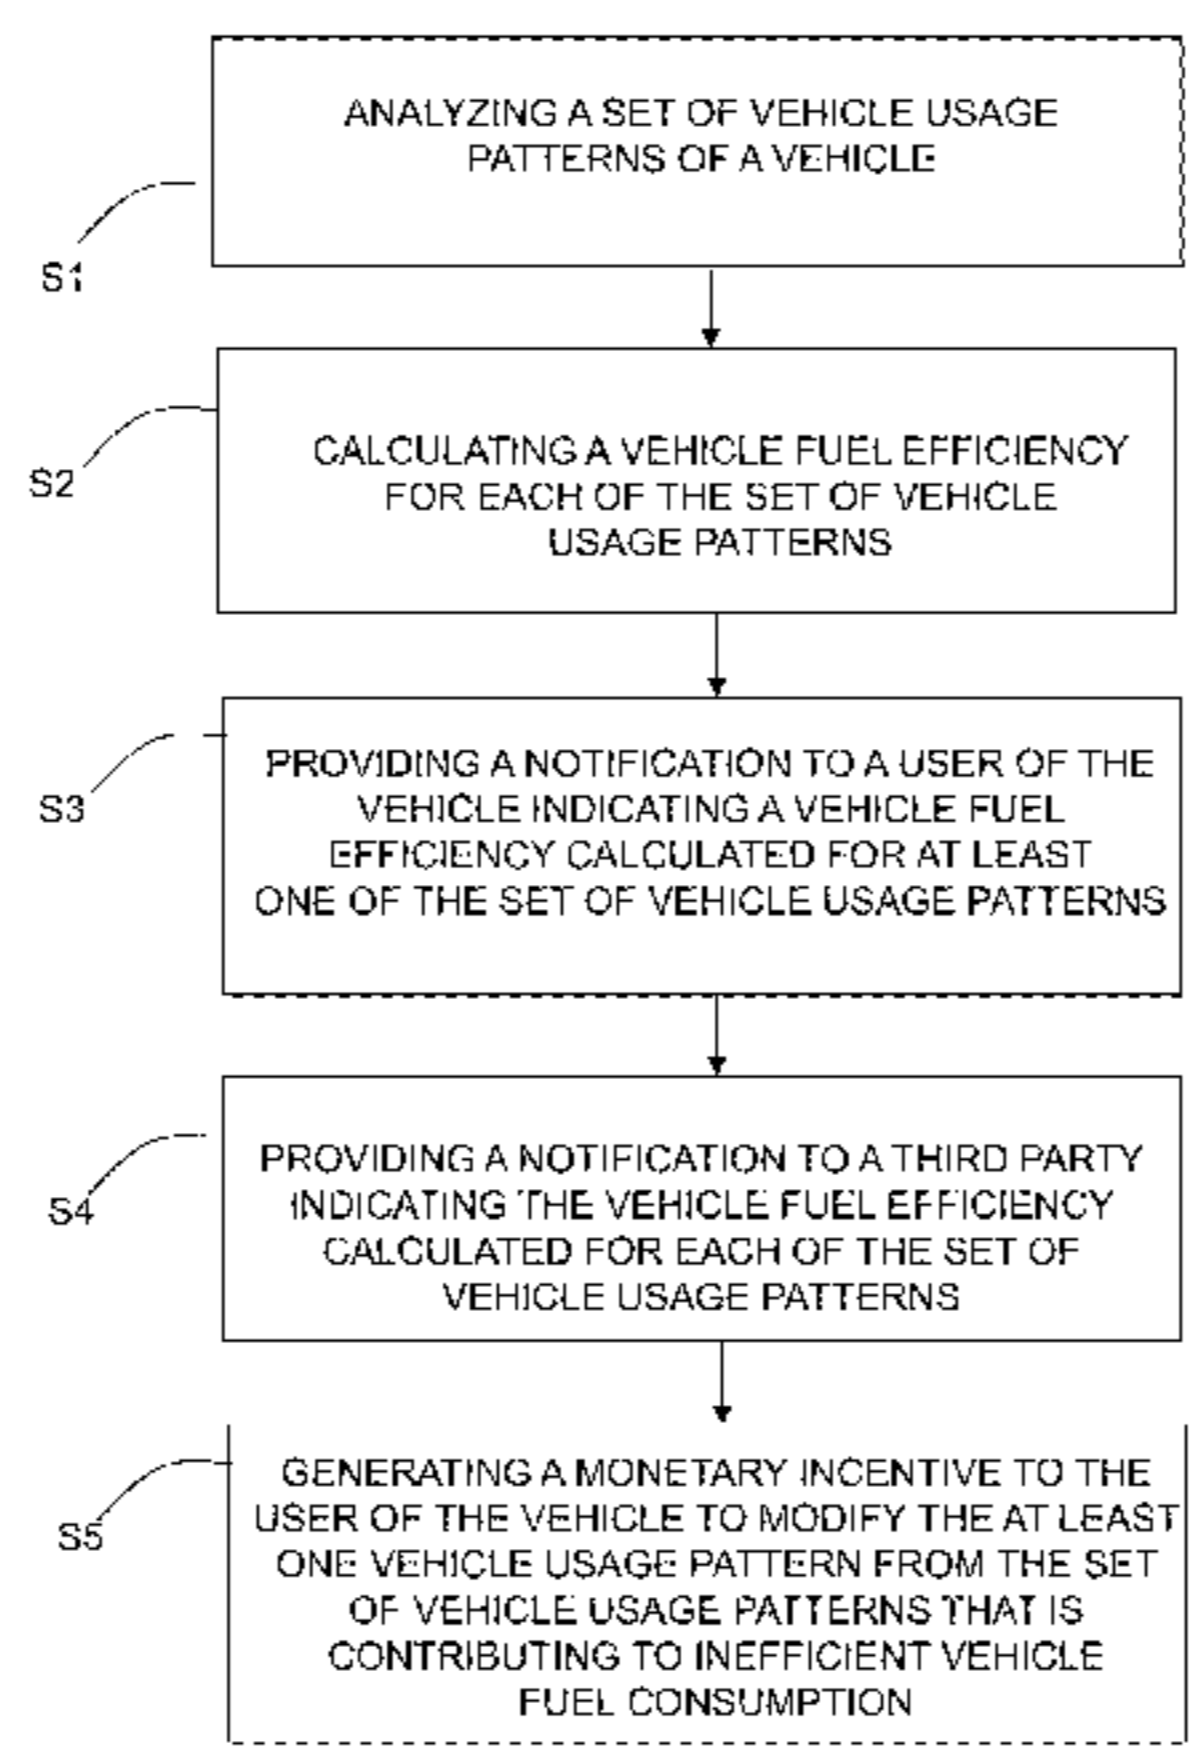 ANALYZING A SET OF VEHICLE USAGE
PATTERNS OF A VEHICLE
S1
CALCULATING A VEHICLE FUEL EFFICIENCY
FOR EACH OF THE SET OF VEHICLE
USAGE PATTERNS
S2
PROVIDING A NOTIFICATION TO A USER OF THE
VEHICLE INDICATING A VEHICLE FUEL
EFFICIENCY CALCULATED FOR AT LEAST
ONE OF THE SET OF VEHICLE USAGE PATTERNS
S3
PROVIDING A NOTIFICATION TO A THIRD PARTY
INDICATING THE VEHICLE FUEL EFFICIENCY
CALCULATED FOR EACH OF THE SET OF
VEHICLE USAGE PATTERNS
S4
GENERATING A MONETARY INCENTIVE TO THE
USER OF THE VEHICLE TO MODIFY THE AT LEAST
ONE VEHICLE USAGE PATTERN FROM THE SET
OF VEHICLE USAGE PATTERNS THAT IS
CONTRIBUTING TO INEFFICIENT VEHICLE
FUEL CONSUMPTION
S5